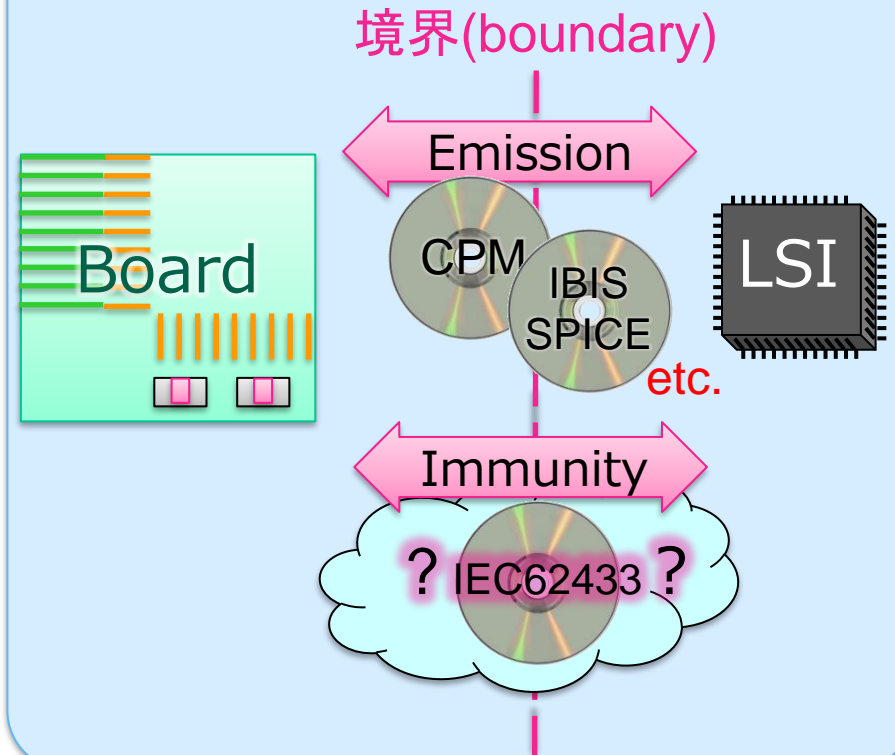 境界(boundary)
Emission
Board
CPM
IBIS
SPICE
etc.
LSI
Immunity
? IEC62433 ?